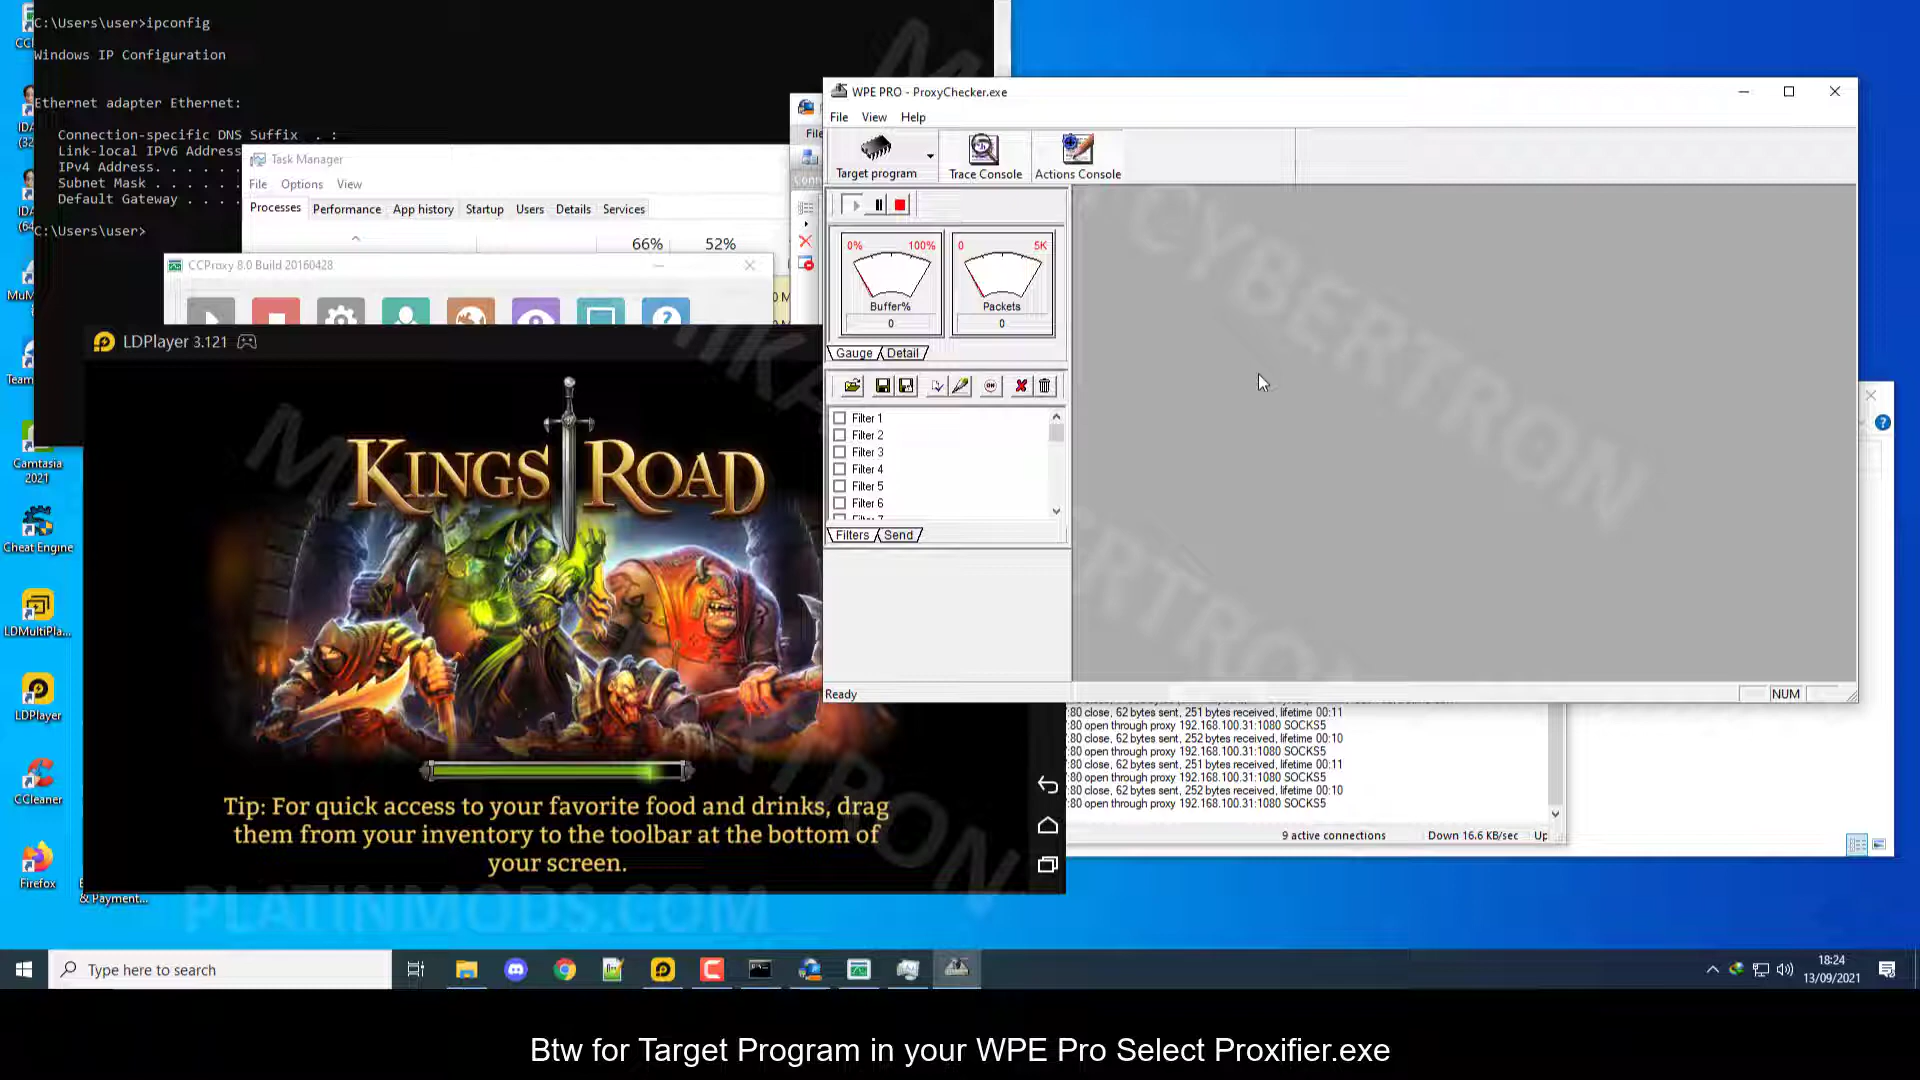 C:\Users\user>ipconfig
Windows IP Configuration
Ethernet adapter Ethernet:
Connection-specific DNS Suffix . :
Link-local IPv6 Address
IPv4 Address. . . . . .
Subnet Mask . . . . . .
Default Gateway . . . .
C:\Users\user>
Task Manager
File Options View
Processes Performance App history Startup Users Details Services
66% 52%
CCProxy 8.0 Build 20160428
LDPlayer 3.121
KINGS ROAD
Tip: For quick access to your favorite food and drinks, drag
them from your inventory to the toolbar at the bottom of
your screen.
WPE PRO - ProxyChecker.exe
File View Help
Target program Trace Console Actions Console
0% 100% 0 5K
Buffer% Packets
0 0
Gauge Detail
Filter 1
Filter 2
Filter 3
Filter 4
Filter 5
Filter 6
Filters Send
Ready
NUM
:80 close, 62 bytes sent, 251 bytes received, lifetime 00:11
:80 open through proxy 192.168.100.31:1080 SOCKS5
:80 close, 62 bytes sent, 252 bytes received, lifetime 00:10
:80 open through proxy 192.168.100.31:1080 SOCKS5
:80 close, 62 bytes sent, 251 bytes received, lifetime 00:11
:80 open through proxy 192.168.100.31:1080 SOCKS5
:80 close, 62 bytes sent, 252 bytes received, lifetime 00:10
:80 open through proxy 192.168.100.31:1080 SOCKS5
9 active connections Down 16.6 KB/sec Up
Camtasia
2021
Cheat Engine
LDMultiPla...
LDPlayer
CCleaner
Firefox
& Payment...
CYBERTRON
PLATINMODS.COM
Type here to search
18:24
13/09/2021
Btw for Target Program in your WPE Pro Select Proxifier.exe